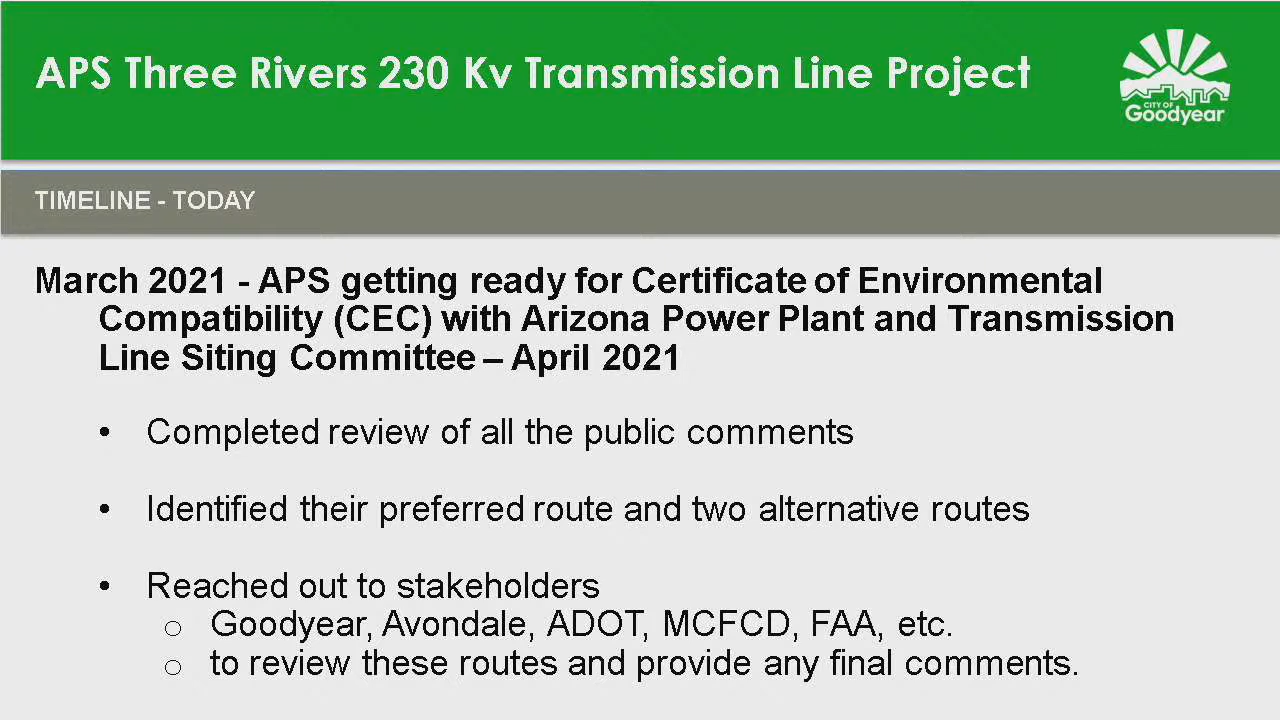 APS Three Rivers 230 Kv Transmission Line Project
CITY OF
Goodyear
TIMELINE - TODAY
March 2021 - APS getting ready for Certificate of Environmental
Compatibility (CEC) with Arizona Power Plant and Transmission
Line Siting Committee – April 2021
• Completed review of all the public comments
• Identified their preferred route and two alternative routes
• Reached out to stakeholders
o Goodyear, Avondale, ADOT, MCFCD, FAA, etc.
o to review these routes and provide any final comments.